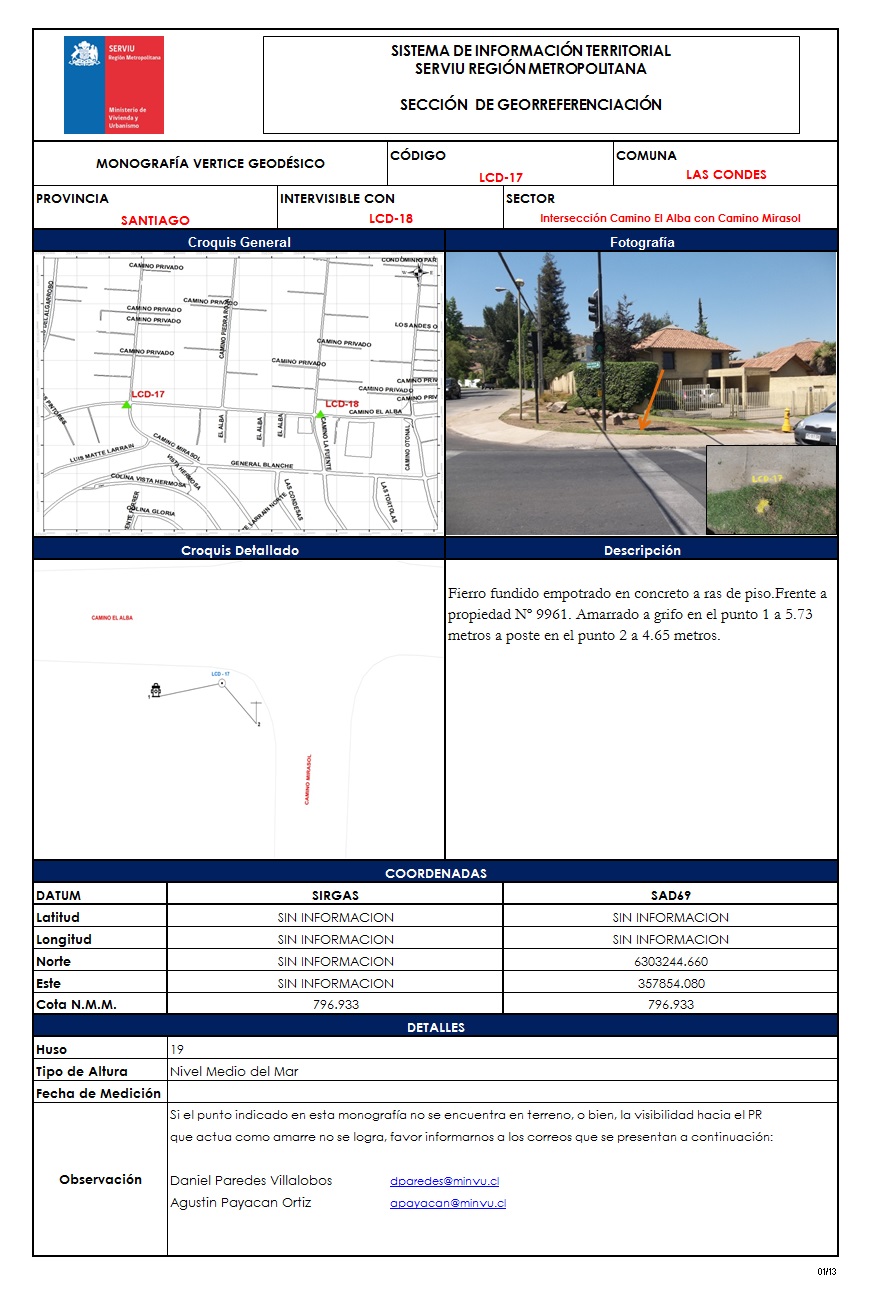 SERVIU
Región Metropolitana
Ministerio de
Vivienda y
Urbanismo
SISTEMA DE INFORMACIÓN TERRITORIAL
SERVIU REGIÓN METROPOLITANA
SECCIÓN DE GEORREFERENCIACIÓN
MONOGRAFÍA VERTICE GEODÉSICO
CÓDIGO
LCD-17
COMUNA
LAS CONDES
PROVINCIA
SANTIAGO
INTERVISIBLE CON
LCD-18
SECTOR
Intersección Camino El Alba con Camino Mirasol
Croquis General
Fotografía
CAMINO PRIVADO
CAMINO PRIVADO
CAMINO PRIVADO
CAMINO PRIVADO
CAMINO PRIVADO
CAMINO PRIVADO
CAMINO PRIVADO
LOS ANDES O
CAMINO PRIVADO
CAMINO PRIV
CAMINO PRIV
W
E
LCD-17
LCD-18
CAMINO EL ALBA
EL ALBA
EL ALBA
EL ALBA
CAMINO LA FUENTE
CAMINO OTOÑAL
CAMINO MIRASOL
LUIS MATTE LARRAIN
VISTA HERMOSA
GENERAL BLANCHE
COLINA VISTA HERMOSA
COLINA GLORIA
E LARRAIN NORTE
LAS CONDESAS
LAS TORTOLAS
LCD-17
Croquis Detallado
Descripción
CAMINO EL ALBA
LCD - 17
1
2
CAMINO MIRASOL
Fierro fundido empotrado en concreto a ras de piso.Frente a
propiedad N° 9961. Amarrado a grifo en el punto 1 a 5.73
metros a poste en el punto 2 a 4.65 metros.
COORDENADAS
DATUM SIRGAS SAD69
Latitud SIN INFORMACION SIN INFORMACION
Longitud SIN INFORMACION SIN INFORMACION
Norte SIN INFORMACION 6303244.660
Este SIN INFORMACION 357854.080
Cota N.M.M. 796.933 796.933
DETALLES
Huso 19
Tipo de Altura Nivel Medio del Mar
Fecha de Medición
Observación
Si el punto indicado en esta monografía no se encuentra en terreno, o bien, la visibilidad hacia el PR
que actua como amarre no se logra, favor informarnos a los correos que se presentan a continuación:
Daniel Paredes Villalobos dparedes@minvu.cl
Agustin Payacan Ortiz apayacan@minvu.cl
01/13